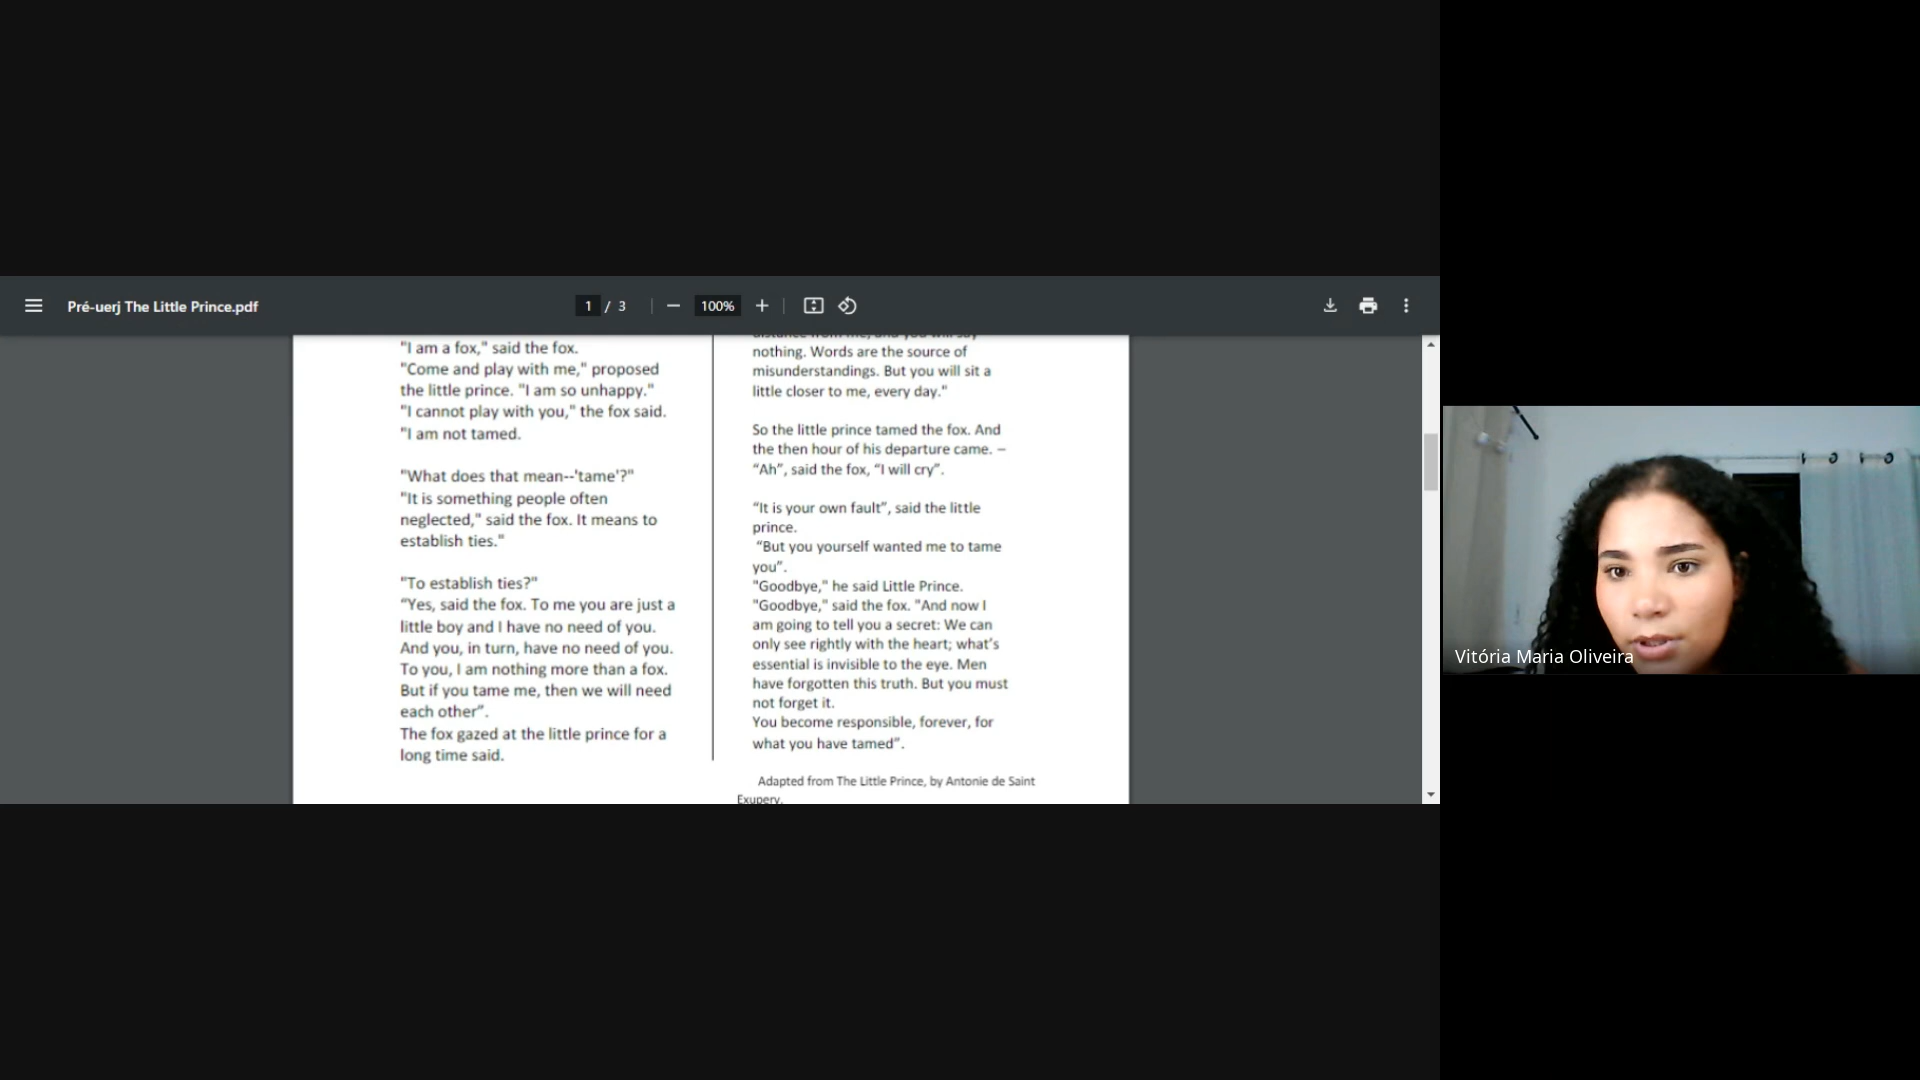 Pré-uerj The Little Prince.pdf
1 / 3
100%
"I am a fox," said the fox.
"Come and play with me," proposed
the little prince. "I am so unhappy."
"I cannot play with you," the fox said.
"I am not tamed.
"What does that mean--'tame'?"
"It is something people often
neglected," said the fox. It means to
establish ties."
"To establish ties?"
"Yes, said the fox. To me you are just a
little boy and I have no need of you.
And you, in turn, have no need of you.
To you, I am nothing more than a fox.
But if you tame me, then we will need
each other”.
The fox gazed at the little prince for a
long time said.
distance from me, and you will say
nothing. Words are the source of
misunderstandings. But you will sit a
little closer to me, every day."
So the little prince tamed the fox. And
the then hour of his departure came. –
“Ah”, said the fox, “I will cry”.
“It is your own fault”, said the little
prince.
“But you yourself wanted me to tame
you”.
"Goodbye," he said Little Prince.
"Goodbye," said the fox. "And now I
am going to tell you a secret: We can
only see rightly with the heart; what’s
essential is invisible to the eye. Men
have forgotten this truth. But you must
not forget it.
You become responsible, forever, for
what you have tamed”.
Adapted from The Little Prince, by Antonie de Saint
Exupery.
Vitória Maria Oliveira